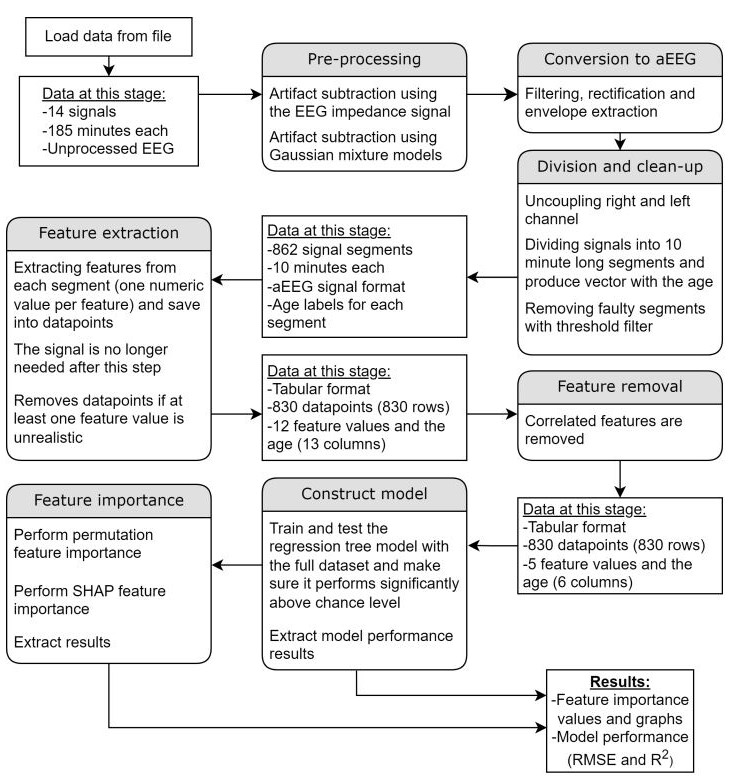 Load data from file
Data at this stage:
-14 signals
-185 minutes each
-Unprocessed EEG
Pre-processing
Artifact subtraction using
the EEG impedance signal
Artifact subtraction using
Gaussian mixture models
Conversion to aEEG
Filtering, rectification and
envelope extraction
Division and clean-up
Uncoupling right and left
channel
Dividing signals into 10
minute long segments and
produce vector with the age
Removing faulty segments
with threshold filter
Data at this stage:
-862 signal segments
-10 minutes each
-aEEG signal format
-Age labels for each
segment
Feature extraction
Extracting features from
each segment (one numeric
value per feature) and save
into datapoints
The signal is no longer
needed after this step
Removes datapoints if at
least one feature value is
unrealistic
Data at this stage:
-Tabular format
-830 datapoints (830 rows)
-12 feature values and the
age (13 columns)
Feature removal
Correlated features are
removed
Data at this stage:
-Tabular format
-830 datapoints (830 rows)
-5 feature values and the
age (6 columns)
Construct model
Train and test the
regression tree model with
the full dataset and make
sure it performs significantly
above chance level
Extract model performance
results
Feature importance
Perform permutation
feature importance
Perform SHAP feature
importance
Extract results
Results:
-Feature importance
values and graphs
-Model performance
(RMSE and R²)